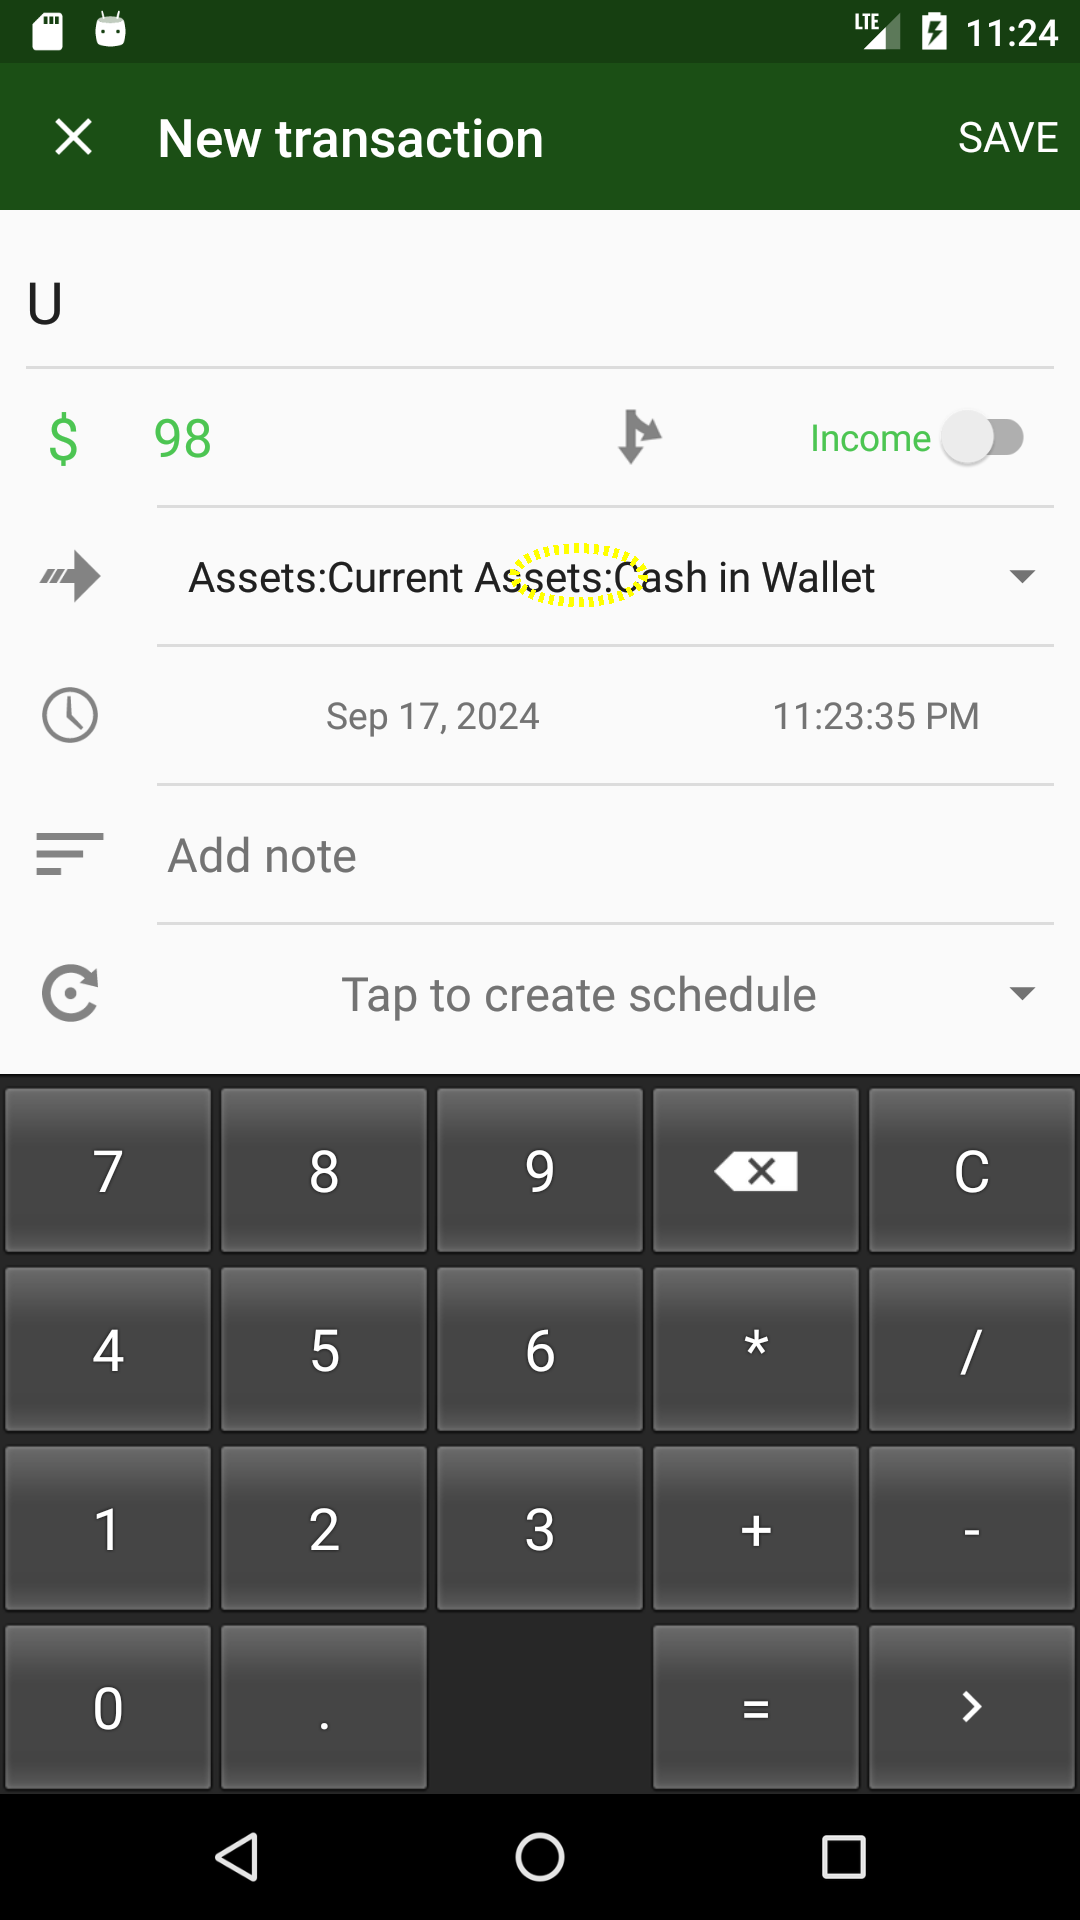 LTE 11:24
New transaction SAVE
U
$ 98 Income
Assets:Current Assets:Cash in Wallet
Sep 17, 2024 11:23:35 PM
Add note
Tap to create schedule
7 8 9 C
4 5 6 * /
1 2 3 + -
0 . = >